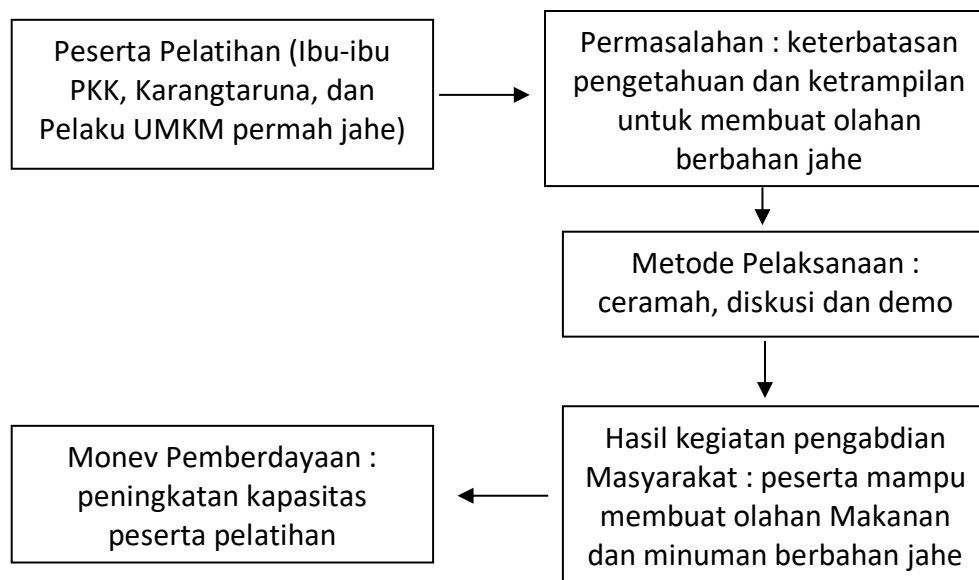 Peserta Pelatihan (Ibu-ibu
PKK, Karangtaruna, dan
Pelaku UMKM permah jahe)
Permasalahan : keterbatasan
pengetahuan dan ketrampilan
untuk membuat olahan
berbahan jahe
Metode Pelaksanaan :
ceramah, diskusi dan demo
Hasil kegiatan pengabdian
Masyarakat : peserta mampu
membuat olahan Makanan
dan minuman berbahan jahe
Monev Pemberdayaan :
peningkatan kapasitas
peserta pelatihan